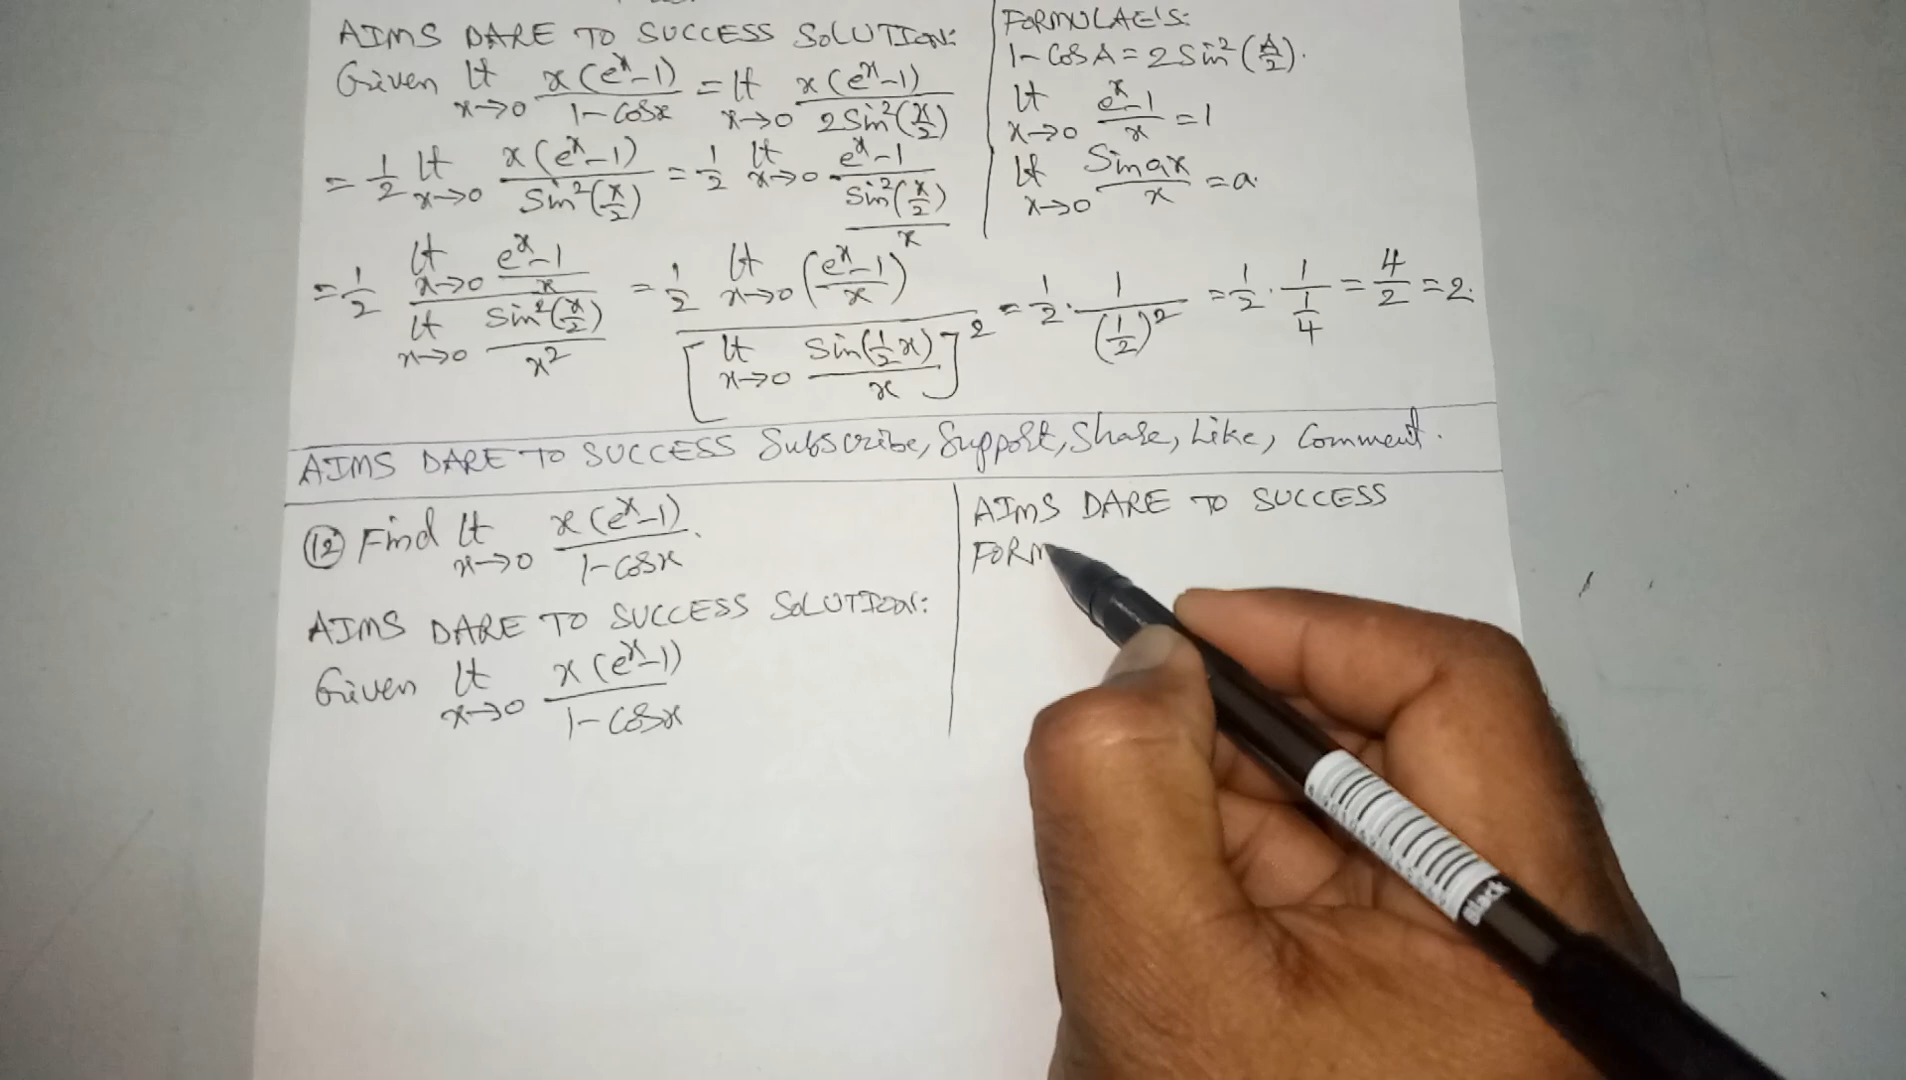 AIMS DARE TO SUCCESS SOLUTION:
Given lt x→0 x(e^x-1)/(1-cosx) = lt x→0 x(e^x-1)/(2Sin²(x/2))
= 1/2 lt x→0 x(e^x-1)/(Sin²(x/2)) = 1/2 lt x→0 (e^x-1)/(Sin²(x/2)/x)
= 1/2 (lt x→0 (e^x-1)/x)/(lt x→0 Sin²(x/2)/x²) = 1/2 (lt x→0 ((e^x-1)/x))/([lt x→0 Sin(1/2 x)/x]²) = 1/2 · 1/(1/2)² = 1/2 · 1/(1/4) = 4/2 = 2.
FORMULAE'S:
1-CosA = 2Sin²(A/2).
lt x→0 (e^x-1)/x = 1
lt x→0 Sinax/x = a.
AIMS DARE TO SUCCESS Subscribe, Support, Share, Like, Comment.
(12) Find lt x→0 x(e^x-1)/(1-cosx).
AIMS DARE TO SUCCESS SOLUTION:
Given lt x→0 x(e^x-1)/(1-cosx)
AIMS DARE TO SUCCESS
FORM
Black